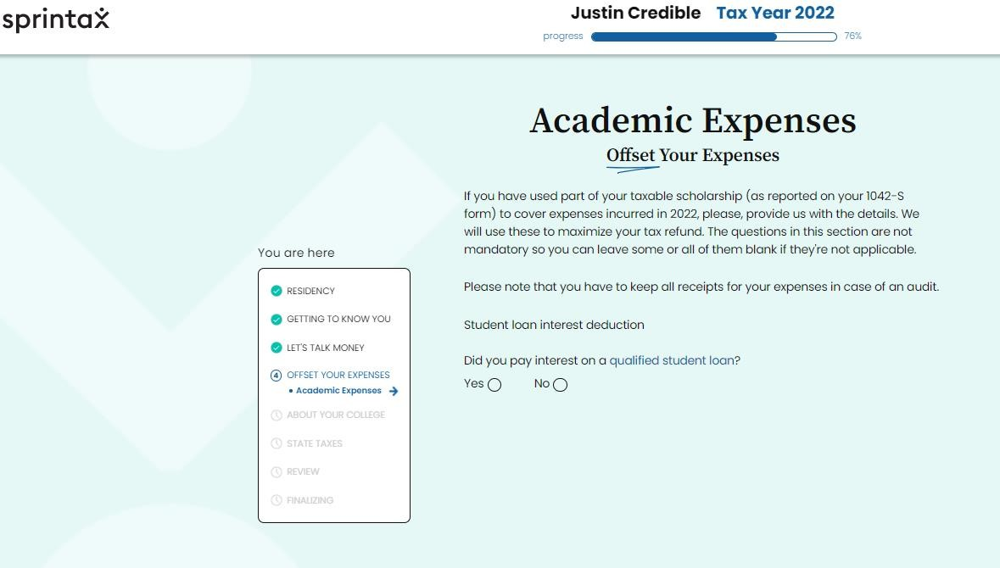 sprintax
Justin Credible Tax Year 2022
progress 76%
Academic Expenses
Offset Your Expenses
If you have used part of your taxable scholarship (as reported on your 1042-S
form) to cover expenses incurred in 2022, please, provide us with the details. We
will use these to maximize your tax refund. The questions in this section are not
mandatory so you can leave some or all of them blank if they're not applicable.
Please note that you have to keep all receipts for your expenses in case of an audit.
Student loan interest deduction
Did you pay interest on a qualified student loan?
Yes No
You are here
RESIDENCY
GETTING TO KNOW YOU
LET'S TALK MONEY
4 OFFSET YOUR EXPENSES
• Academic Expenses →
ABOUT YOUR COLLEGE
STATE TAXES
REVIEW
FINALIZING